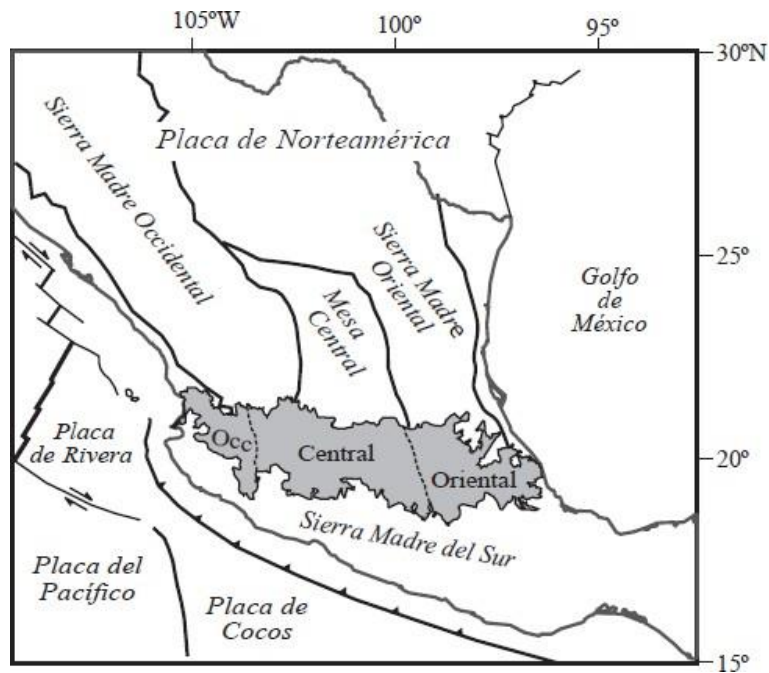 105ºW
100º
95º
30ºN
Placa de Norteamérica
Sierra Madre Occidental
Sierra Madre
Oriental
25º
Mesa
Central
Golfo
de
México
Placa
de Rivera
Occ
Central
Oriental
20º
Sierra Madre del Sur
Placa del
Pacífico
Placa de
Cocos
15º